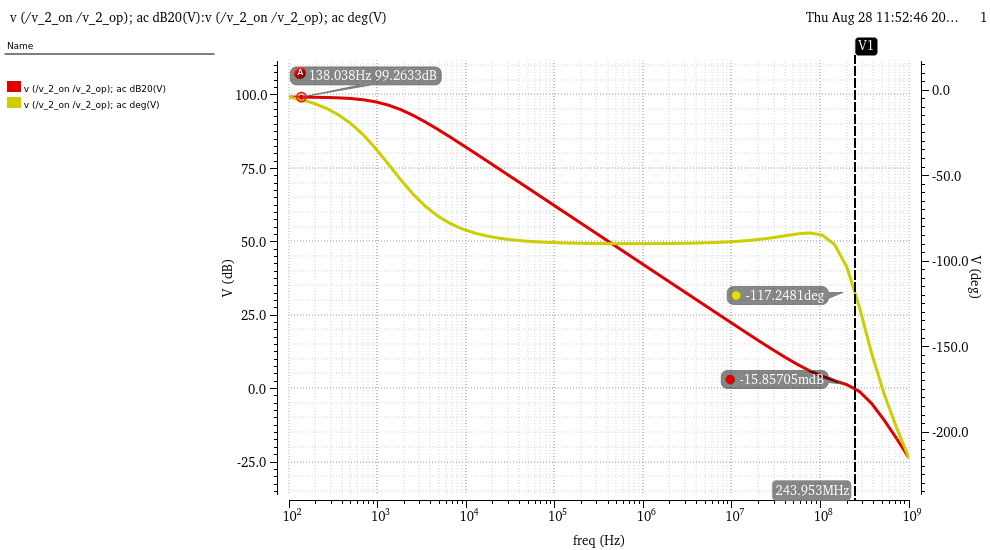 v (/v_2_on /v_2_op); ac dB20(V):v (/v_2_on /v_2_op); ac deg(V)
Thu Aug 28 11:52:46 20... 1
Name
V1
A 138.038Hz 99.2633dB
v (/v_2_on /v_2_op); ac dB20(V)
v (/v_2_on /v_2_op); ac deg(V)
100.0
75.0
50.0
25.0
0.0
-25.0
V (dB)
0.0
-50.0
-100.0
-150.0
-200.0
V (deg)
-117.2481deg
-15.85705mdB
243.953MHz
10² 10³ 10⁴ 10⁵ 10⁶ 10⁷ 10⁸ 10⁹
freq (Hz)